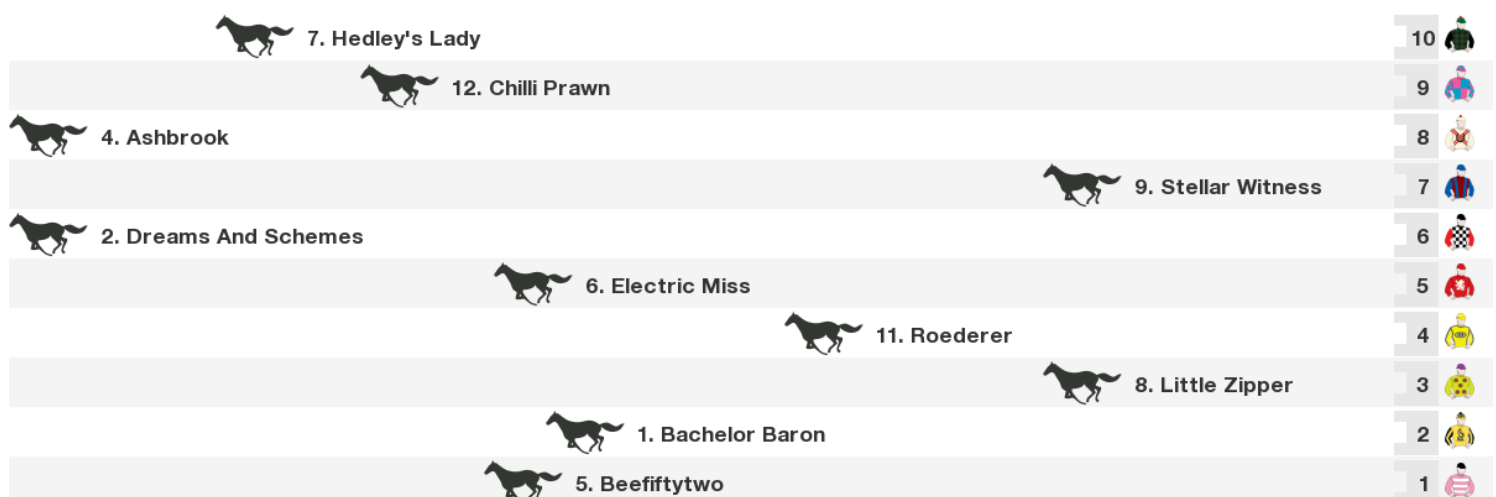 7. Hedley's Lady 10
12. Chilli Prawn 9
4. Ashbrook 8
9. Stellar Witness 7
2. Dreams And Schemes 6
6. Electric Miss 5
11. Roederer 4
8. Little Zipper 3
1. Bachelor Baron 2
5. Beefiftytwo 1